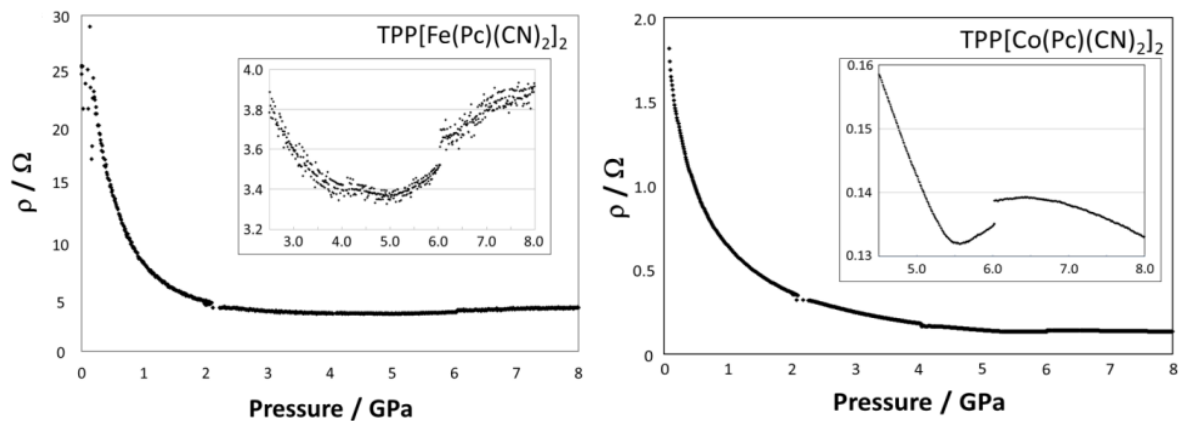 TPP[Fe(Pc)(CN)₂]₂
30
25
20
15
10
5
0
ρ / Ω
4.0
3.8
3.6
3.4
3.2
3.0 4.0 5.0 6.0 7.0 8.0
0 1 2 3 4 5 6 7 8
Pressure / GPa
TPP[Co(Pc)(CN)₂]₂
2.0
1.5
1.0
0.5
0.0
ρ / Ω
0.16
0.15
0.14
0.13
5.0 6.0 7.0 8.0
0 1 2 3 4 5 6 7 8
Pressure / GPa